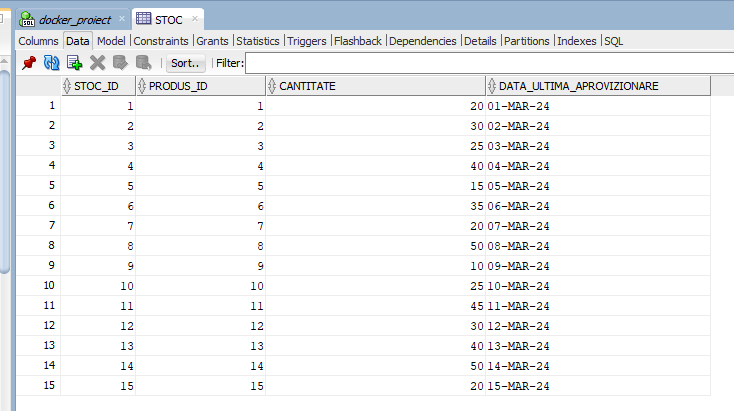 docker_proiect × STOC ×
Columns Data Model Constraints Grants Statistics Triggers Flashback Dependencies Details Partitions Indexes SQL
Sort.. Filter:
STOC_ID PRODUS_ID CANTITATE DATA_ULTIMA_APROVIZIONARE
1 1 1 20 01-MAR-24
2 2 2 30 02-MAR-24
3 3 3 25 03-MAR-24
4 4 4 40 04-MAR-24
5 5 5 15 05-MAR-24
6 6 6 35 06-MAR-24
7 7 7 20 07-MAR-24
8 8 8 50 08-MAR-24
9 9 9 10 09-MAR-24
10 10 10 25 10-MAR-24
11 11 11 45 11-MAR-24
12 12 12 30 12-MAR-24
13 13 13 40 13-MAR-24
14 14 14 50 14-MAR-24
15 15 15 20 15-MAR-24